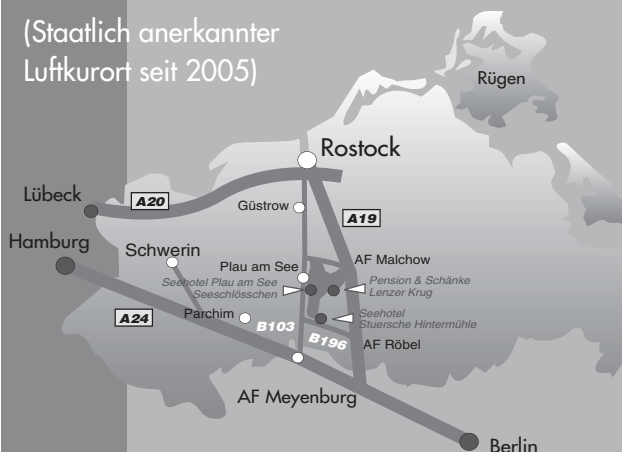 (Staatlich anerkannter
Luftkurort seit 2005)
Rügen
Rostock
Lübeck
A20
Güstrow
A19
Hamburg
Schwerin
AF Malchow
Plau am See
Seehotel Plau am See
Seeschlösschen
Pension & Schänke
Lenzer Krug
A24
Parchim
B103
Seehotel
Stuersche Hintermühle
B196
AF Röbel
AF Meyenburg
Berlin